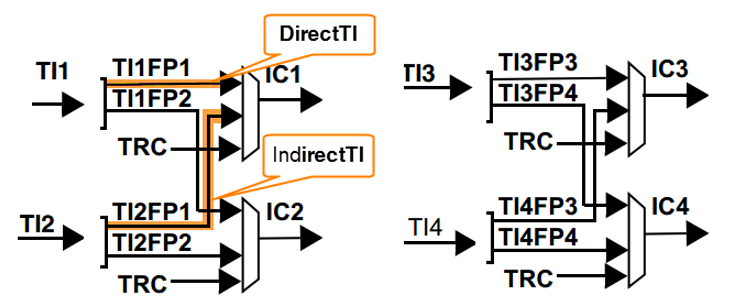 DirectTI
TI1
TI1FP1
TI1FP2
TRC
IC1
IndirectTI
TI2
TI2FP1
TI2FP2
TRC
IC2
TI3
TI3FP3
TI3FP4
TRC
IC3
TI4
TI4FP3
TI4FP4
TRC
IC4